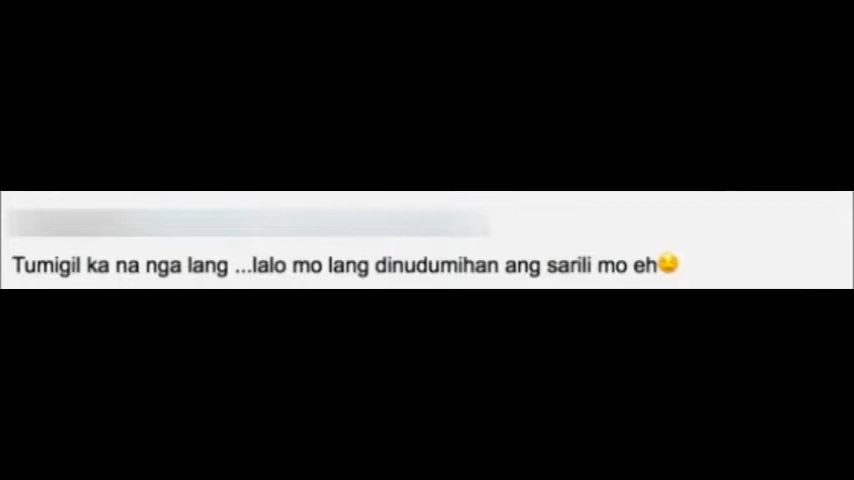 Tumigil ka na nga lang ...lalo mo lang dinudumihan ang sarili mo eh😉